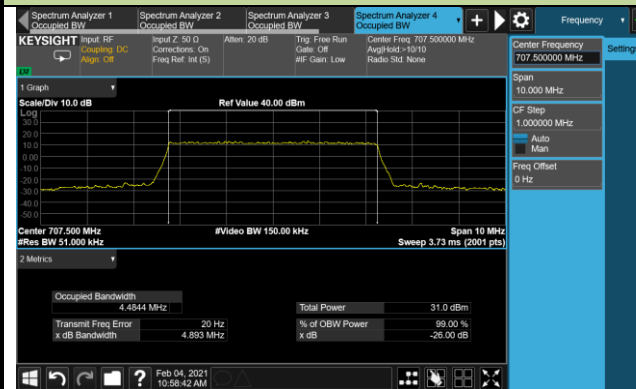 Spectrum Analyzer 1 Occupied BW
Spectrum Analyzer 2 Occupied BW
Spectrum Analyzer 3 Occupied BW
Spectrum Analyzer 4 Occupied BW
+
Frequency
KEYSIGHT
Input: RF
Coupling: DC
Align: Off
Input Z: 50 Ω
Corrections: On
Freq Ref: Int (S)
Atten: 20 dB
Trig: Free Run
Gate: Off
#IF Gain: Low
Center Freq: 707.500000 MHz
Avg|Hold:>10/10
Radio Std: None
Center Frequency
707.500000 MHz
Settings
Span
10.000 MHz
CF Step
1.000000 MHz
Auto
Man
Freq Offset
0 Hz
1 Graph
Scale/Div 10.0 dB
Ref Value 40.00 dBm
Log
30.0
20.0
10.0
0.00
-10.0
-20.0
-30.0
-40.0
-50.0
Center 707.500 MHz
#Video BW 150.00 kHz
Span 10 MHz
#Res BW 51.000 kHz
Sweep 3.73 ms (2001 pts)
2 Metrics
Occupied Bandwidth
4.4844 MHz
Total Power
31.0 dBm
Transmit Freq Error
20 Hz
% of OBW Power
99.00 %
x dB Bandwidth
4.893 MHz
x dB
-26.00 dB
?
Feb 04, 2021
10:58:42 AM